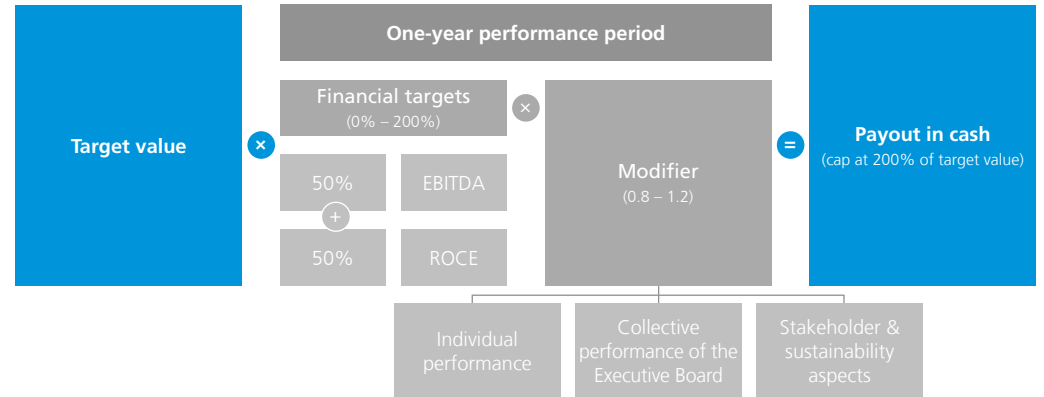 One-year performance period
Target value
×
Financial targets
(0% – 200%)
50%
EBITDA
+
50%
ROCE
×
Modifier
(0.8 – 1.2)
=
Payout in cash
(cap at 200% of target value)
Individual
performance
Collective
performance of the
Executive Board
Stakeholder &
sustainability
aspects